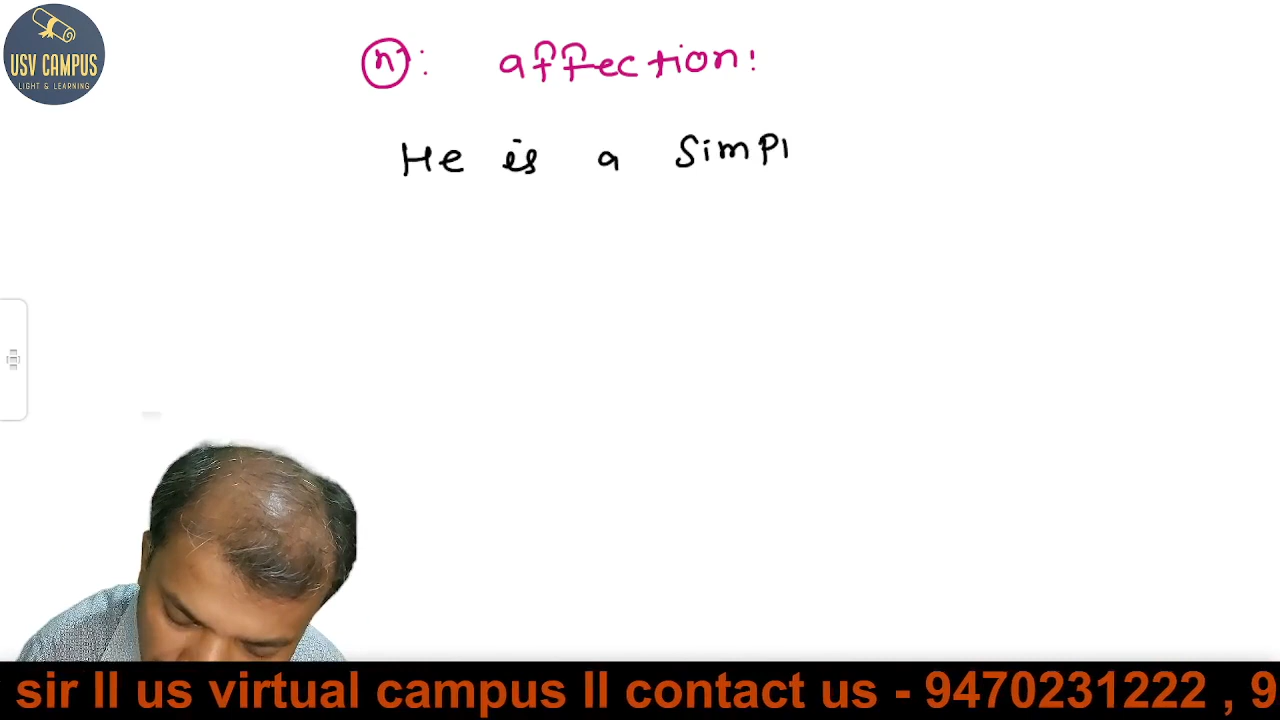 USV CAMPUS
LIGHT & LEARNING
n : affection:
He is a Simpl
sir ll us virtual campus ll contact us - 9470231222 , 9